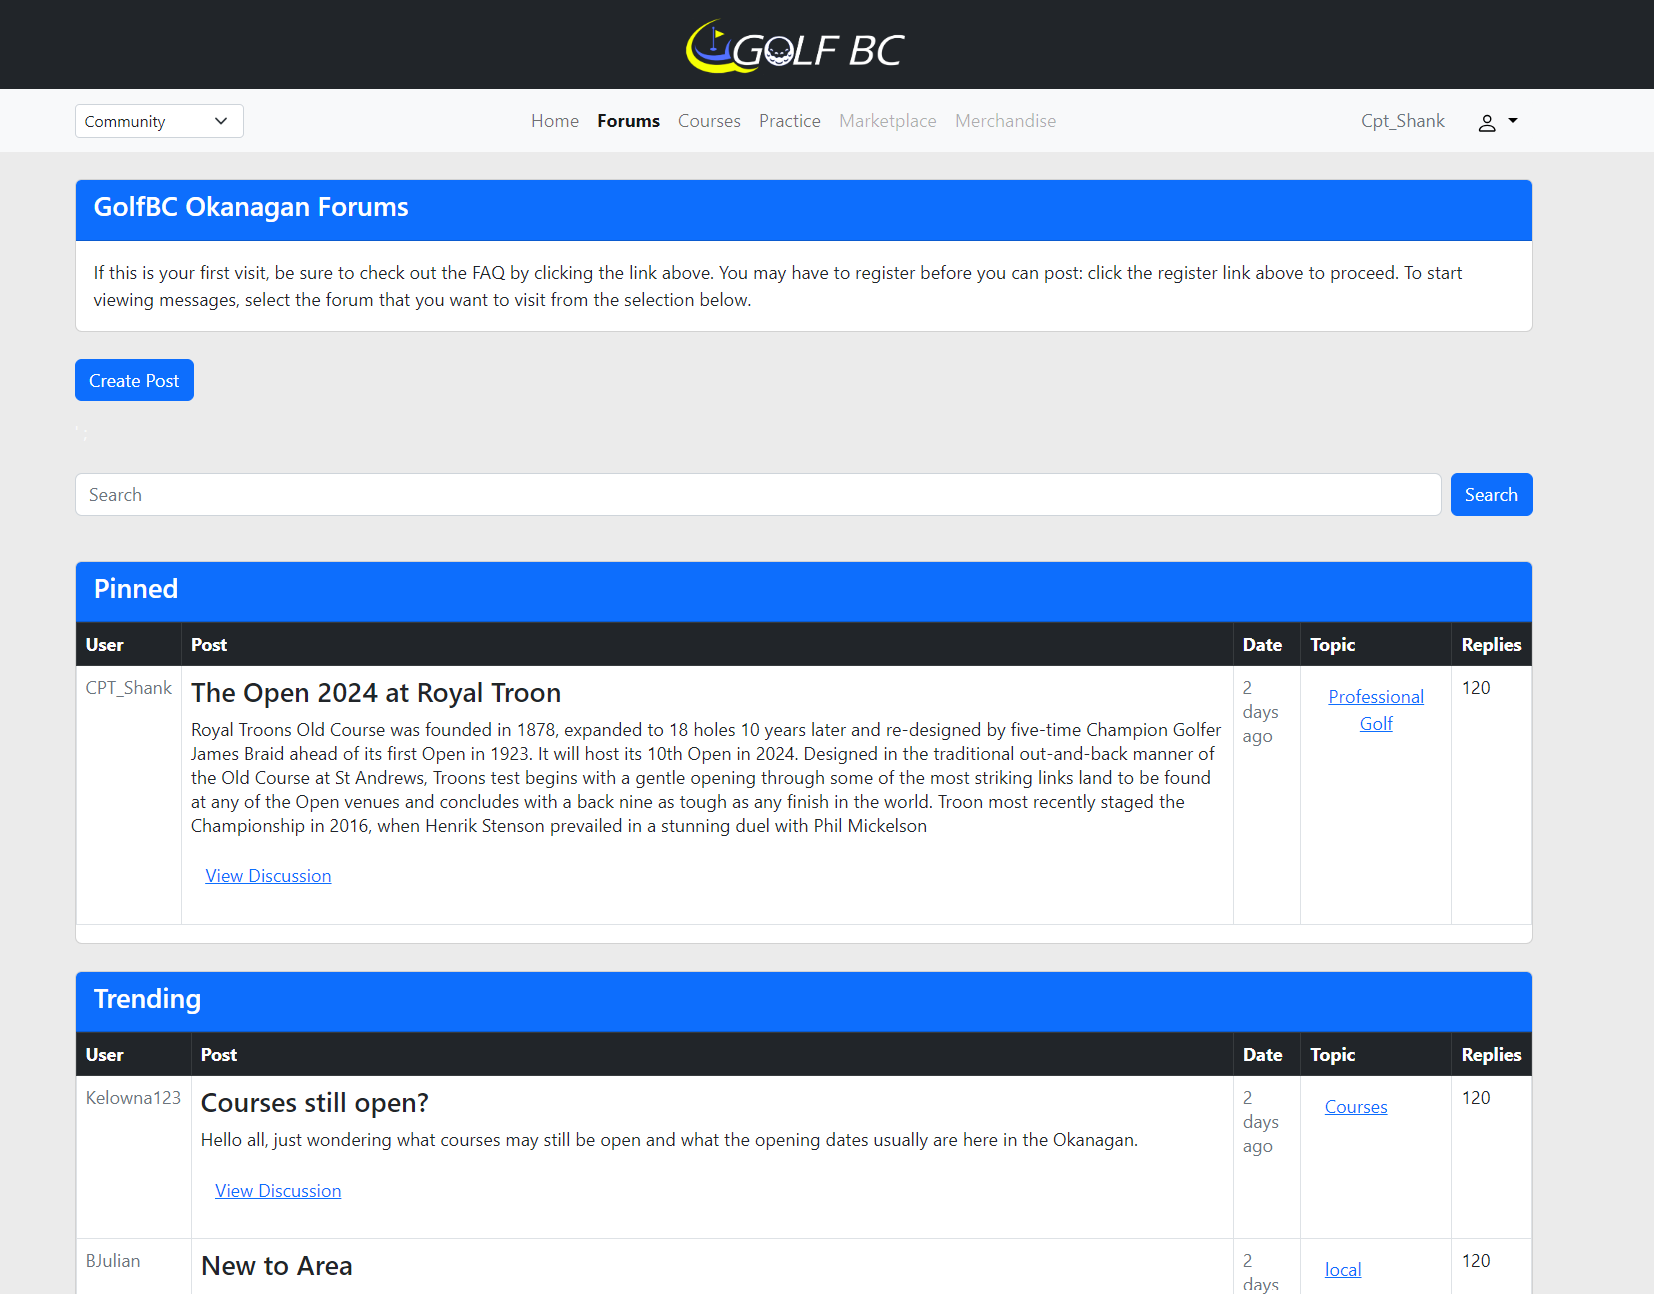 GOLF BC
Community
Home Forums Courses Practice Marketplace Merchandise
Cpt_Shank
GolfBC Okanagan Forums
If this is your first visit, be sure to check out the FAQ by clicking the link above. You may have to register before you can post: click the register link above to proceed. To start
viewing messages, select the forum that you want to visit from the selection below.
Create Post
Search
Search
Pinned
User Post Date Topic Replies
CPT_Shank
The Open 2024 at Royal Troon
Royal Troons Old Course was founded in 1878, expanded to 18 holes 10 years later and re-designed by five-time Champion Golfer
James Braid ahead of its first Open in 1923. It will host its 10th Open in 2024. Designed in the traditional out-and-back manner of
the Old Course at St Andrews, Troons test begins with a gentle opening through some of the most striking links land to be found
at any of the Open venues and concludes with a back nine as tough as any finish in the world. Troon most recently staged the
Championship in 2016, when Henrik Stenson prevailed in a stunning duel with Phil Mickelson
View Discussion
2
days
ago
Professional
Golf
120
Trending
User Post Date Topic Replies
Kelowna123
Courses still open?
Hello all, just wondering what courses may still be open and what the opening dates usually are here in the Okanagan.
View Discussion
2
days
ago
Courses
120
BJulian
New to Area
2
days
local
120